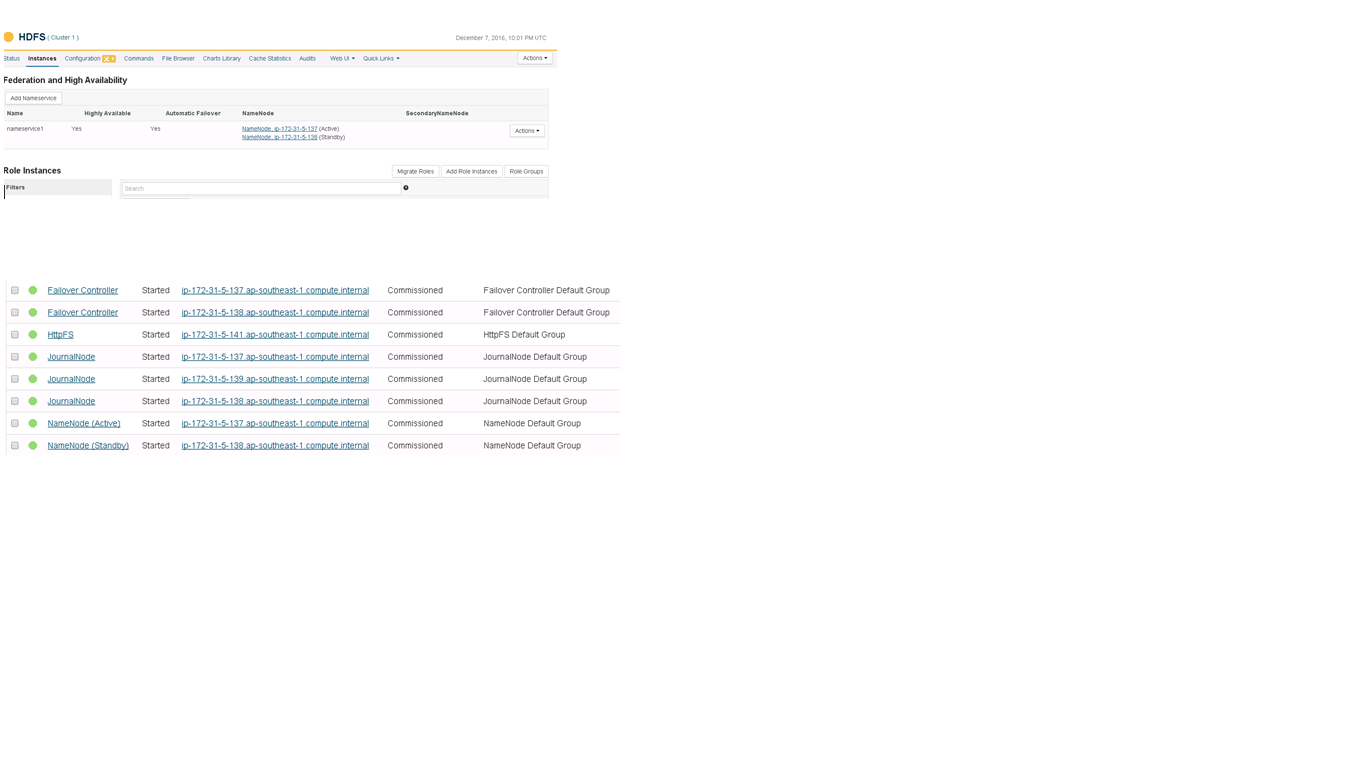 HDFS ( Cluster 1 ) December 7, 2016, 10:01 PM UTC
Status Instances Configuration Commands File Browser Charts Library Cache Statistics Audits Web UI Quick Links Actions
Federation and High Availability
Add Nameservice
Name Highly Available Automatic Failover NameNode SecondaryNameNode
nameservice1 Yes Yes NameNode, ip-172-31-5-137 (Active) Actions
NameNode, ip-172-31-5-138 (Standby)
Role Instances Migrate Roles Add Role Instances Role Groups
Filters Search
Failover Controller Started ip-172-31-5-137.ap-southeast-1.compute.internal Commissioned Failover Controller Default Group
Failover Controller Started ip-172-31-5-138.ap-southeast-1.compute.internal Commissioned Failover Controller Default Group
HttpFS Started ip-172-31-5-141.ap-southeast-1.compute.internal Commissioned HttpFS Default Group
JournalNode Started ip-172-31-5-137.ap-southeast-1.compute.internal Commissioned JournalNode Default Group
JournalNode Started ip-172-31-5-139.ap-southeast-1.compute.internal Commissioned JournalNode Default Group
JournalNode Started ip-172-31-5-138.ap-southeast-1.compute.internal Commissioned JournalNode Default Group
NameNode (Active) Started ip-172-31-5-137.ap-southeast-1.compute.internal Commissioned NameNode Default Group
NameNode (Standby) Started ip-172-31-5-138.ap-southeast-1.compute.internal Commissioned NameNode Default Group